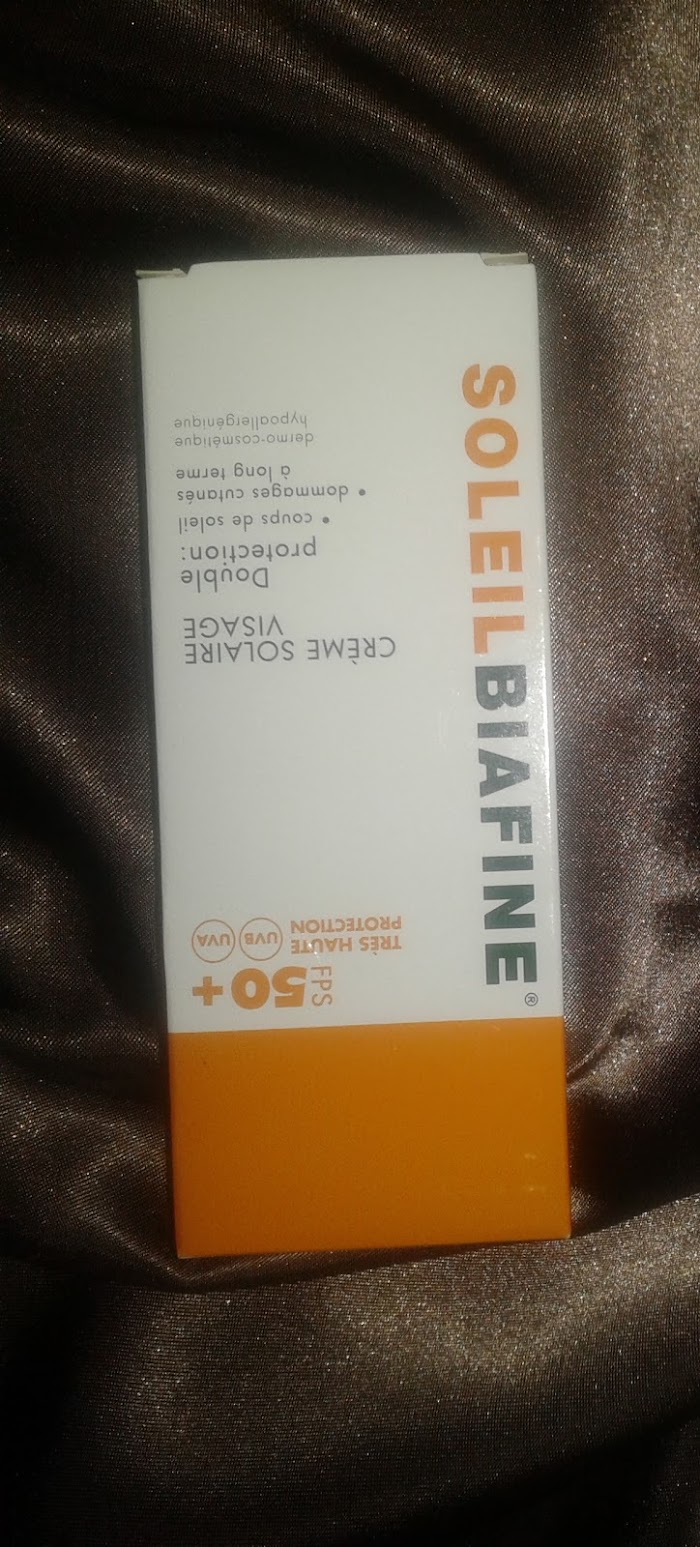 SOLEILBIAFINE®
FPS 50+
TRÈS HAUTE
PROTECTION
UVB UVA
CRÈME SOLAIRE
VISAGE
Double
protection:
• coups de soleil
• dommages cutanés
à long terme
dermo-cosmétique
hypoallergénique